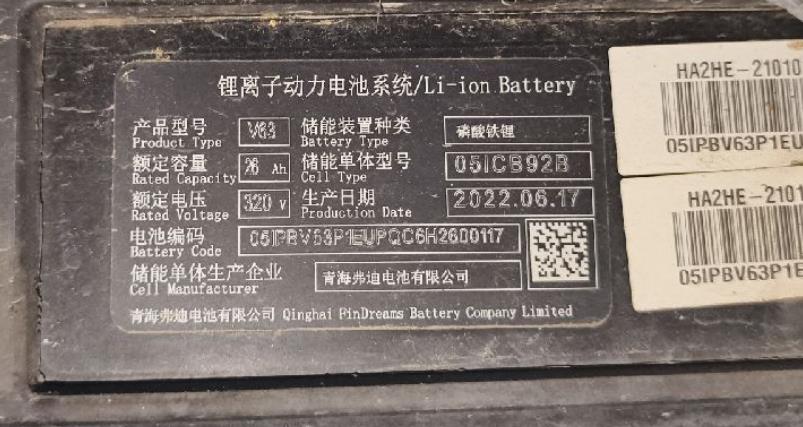 锂离子动力电池系统/Li-ion Battery
产品型号 V63 储能装置种类 磷酸铁锂
Product Type Battery Type
额定容量 26 Ah 储能单体型号 05ICB92B
Rated Capacity Cell Type
额定电压 320 V 生产日期 2022.06.17
Rated Voltage Production Date
电池编码 05IPBV63P1EUPQC6H2600117
Battery Code
储能单体生产企业 青海弗迪电池有限公司
Cell Manufacturer
青海弗迪电池有限公司 Qinghai FinDreams Battery Company Limited
HA2HE-21010
05IPBV63P1EU
HA2HE-2101
05IPBV63P1E